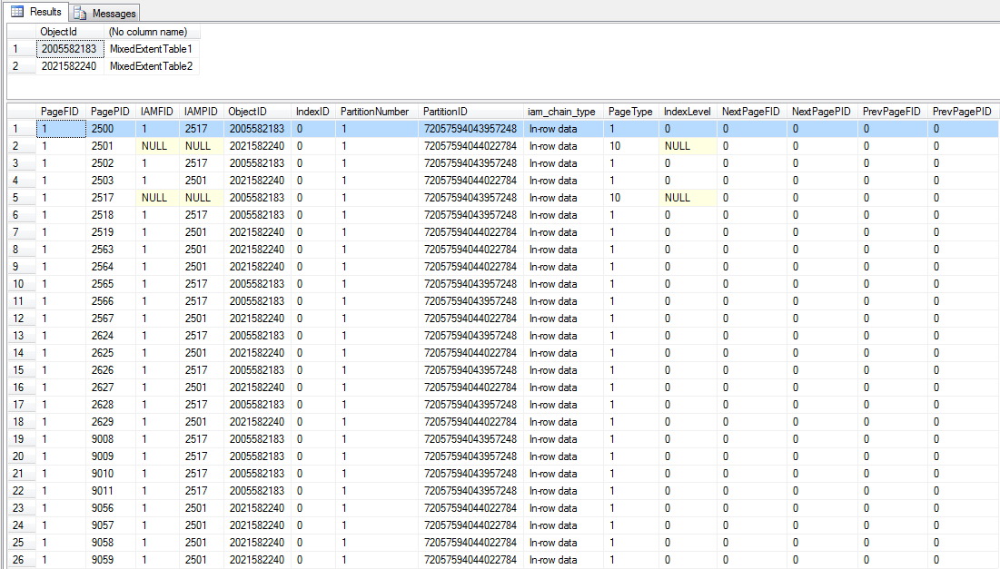 Results Messages
ObjectId (No column name)
1 2005582183 MixedExtentTable1
2 2021582240 MixedExtentTable2
PageFID PagePID IAMFID IAMPID ObjectID IndexID PartitionNumber PartitionID iam_chain_type PageType IndexLevel NextPageFID NextPagePID PrevPageFID PrevPagePID
1 1 2500 1 2517 2005582183 0 1 72057594043957248 In-row data 1 0 0 0 0 0
2 1 2501 NULL NULL 2021582240 0 1 72057594044022784 In-row data 10 NULL 0 0 0 0
3 1 2502 1 2517 2005582183 0 1 72057594043957248 In-row data 1 0 0 0 0 0
4 1 2503 1 2501 2021582240 0 1 72057594044022784 In-row data 1 0 0 0 0 0
5 1 2517 NULL NULL 2005582183 0 1 72057594043957248 In-row data 10 NULL 0 0 0 0
6 1 2518 1 2517 2005582183 0 1 72057594043957248 In-row data 1 0 0 0 0 0
7 1 2519 1 2501 2021582240 0 1 72057594044022784 In-row data 1 0 0 0 0 0
8 1 2563 1 2501 2021582240 0 1 72057594044022784 In-row data 1 0 0 0 0 0
9 1 2564 1 2501 2021582240 0 1 72057594044022784 In-row data 1 0 0 0 0 0
10 1 2565 1 2517 2005582183 0 1 72057594043957248 In-row data 1 0 0 0 0 0
11 1 2566 1 2517 2005582183 0 1 72057594043957248 In-row data 1 0 0 0 0 0
12 1 2567 1 2501 2021582240 0 1 72057594044022784 In-row data 1 0 0 0 0 0
13 1 2624 1 2517 2005582183 0 1 72057594043957248 In-row data 1 0 0 0 0 0
14 1 2625 1 2501 2021582240 0 1 72057594044022784 In-row data 1 0 0 0 0 0
15 1 2626 1 2517 2005582183 0 1 72057594043957248 In-row data 1 0 0 0 0 0
16 1 2627 1 2501 2021582240 0 1 72057594044022784 In-row data 1 0 0 0 0 0
17 1 2628 1 2517 2005582183 0 1 72057594043957248 In-row data 1 0 0 0 0 0
18 1 2629 1 2501 2021582240 0 1 72057594044022784 In-row data 1 0 0 0 0 0
19 1 9008 1 2517 2005582183 0 1 72057594043957248 In-row data 1 0 0 0 0 0
20 1 9009 1 2517 2005582183 0 1 72057594043957248 In-row data 1 0 0 0 0 0
21 1 9010 1 2517 2005582183 0 1 72057594043957248 In-row data 1 0 0 0 0 0
22 1 9011 1 2517 2005582183 0 1 72057594043957248 In-row data 1 0 0 0 0 0
23 1 9056 1 2501 2021582240 0 1 72057594044022784 In-row data 1 0 0 0 0 0
24 1 9057 1 2501 2021582240 0 1 72057594044022784 In-row data 1 0 0 0 0 0
25 1 9058 1 2501 2021582240 0 1 72057594044022784 In-row data 1 0 0 0 0 0
26 1 9059 1 2501 2021582240 0 1 72057594044022784 In-row data 1 0 0 0 0 0